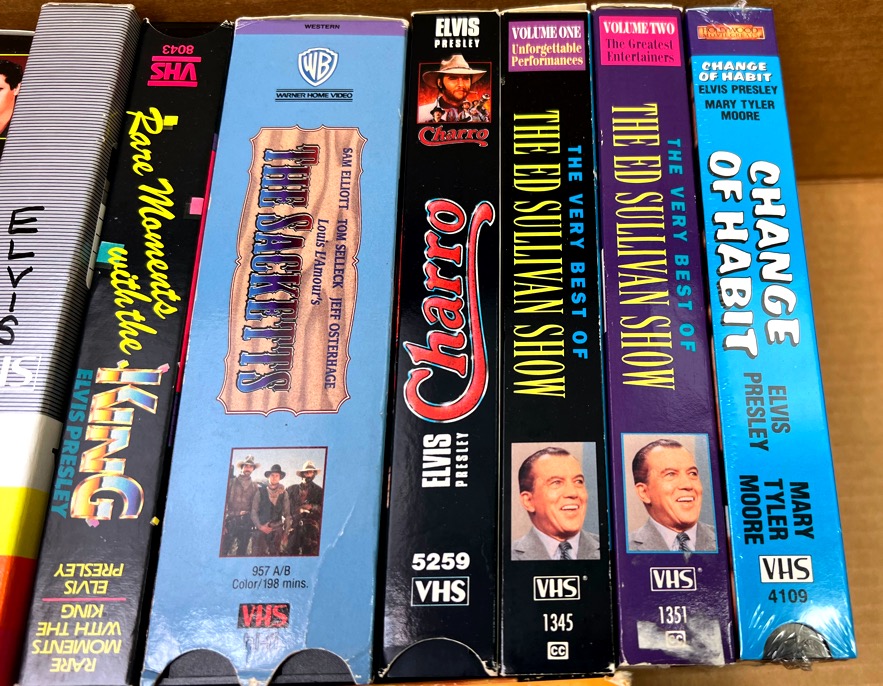 ELVIS
VHS
8043
Rare Moments
with the
KING
ELVIS PRESLEY
ELVIS
PRESLEY
RARE
MOMENTS
WITH THE
KING
WESTERN
WB
WARNER HOME VIDEO
SAM ELLIOTT TOM SELLECK JEFF OSTERHAGE
Louis L'Amour's
THE SACKETTS
957 A/B
Color/198 mins.
VHS
ELVIS
PRESLEY
Charro
Charro
ELVIS
PRESLEY
5259
VHS
VOLUME ONE
Unforgettable
Performances
THE VERY BEST OF
THE ED SULLIVAN SHOW
VHS
1345
CC
VOLUME TWO
The Greatest
Entertainers
THE VERY BEST OF
THE ED SULLIVAN SHOW
VHS
1351
CC
CHANGE
OF HABIT
ELVIS PRESLEY
MARY TYLER
MOORE
CHANGE
OF HABIT
ELVIS
PRESLEY
MARY
TYLER
MOORE
VHS
4109